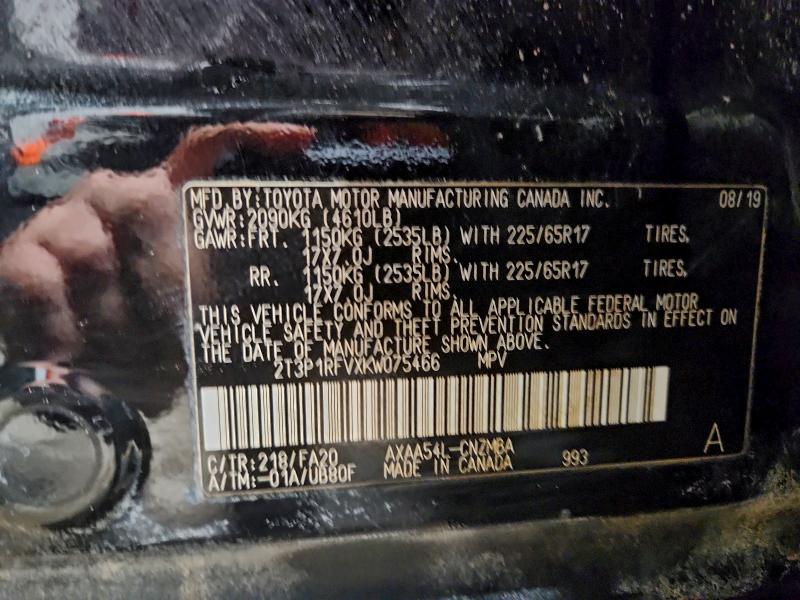 MFD.BY:TOYOTA MOTOR MANUFACTURING CANADA INC. 08/19
GVWR:2090KG (4610LB)
GAWR:FRT. 1150KG (2535LB) WITH 225/65R17 TIRES,
17X7.0J RIMS,
RR. 1150KG (2535LB) WITH 225/65R17 TIRES,
17X7.0J RIMS,
THIS VEHICLE CONFORMS TO ALL APPLICABLE FEDERAL MOTOR
VEHICLE SAFETY AND THEFT PREVENTION STANDARDS IN EFFECT ON
THE DATE OF MANUFACTURE SHOWN ABOVE.
2T3P1RFVXKW075466 MPV
C/TR:218/FA20 AXAA54L-CNZMBA 993 A
A/TM:-01A/UB80F MADE IN CANADA